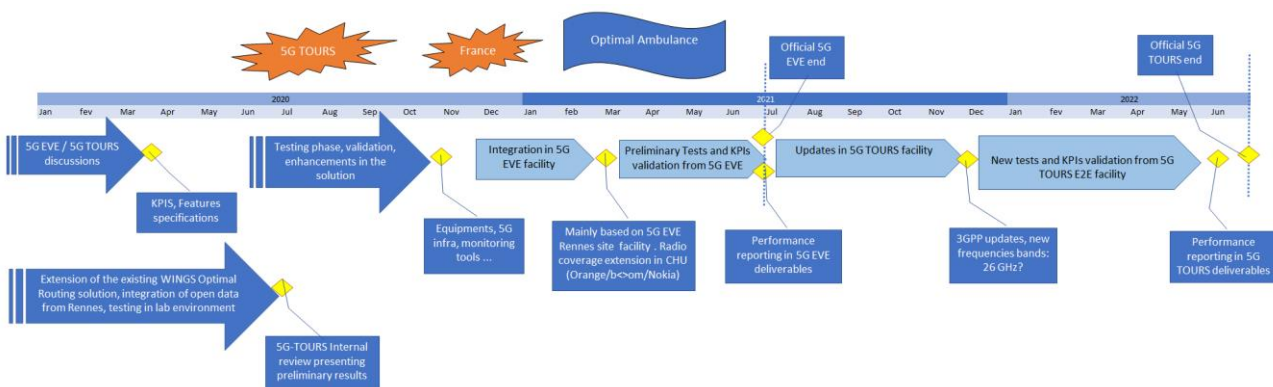 5G TOURS
France
Optimal Ambulance
Official 5G
EVE end
Official 5G
TOURS end
2020
2021
2022
Jan fev Mar Apr May Jun Jul Aug Sep Oct Nov Dec Jan feb Mar Apr May Jun Jul Aug Sep Oct Nov Dec Jan feb Mar Apr May Jun
5G EVE / 5G TOURS
discussions
Testing phase, validation,
enhancements in the
solution
Integration in 5G
EVE facility
Preliminary Tests and KPIs
validation from 5G EVE
Updates in 5G TOURS facility
New tests and KPIs validation from 5G
TOURS E2E facility
KPIS, Features
specifications
Equipments, 5G
infra, monitoring
tools ...
Mainly based on 5G EVE
Rennes site facility . Radio
coverage extension in CHU
(Orange/b<>om/Nokia)
Performance
reporting in 5G EVE
deliverables
3GPP updates, new
frequencies bands:
26 GHz?
Performance
reporting in 5G
TOURS deliverables
Extension of the existing WINGS Optimal
Routing solution, integration of open data
from Rennes, testing in lab environment
5G-TOURS Internal
review presenting
preliminary results